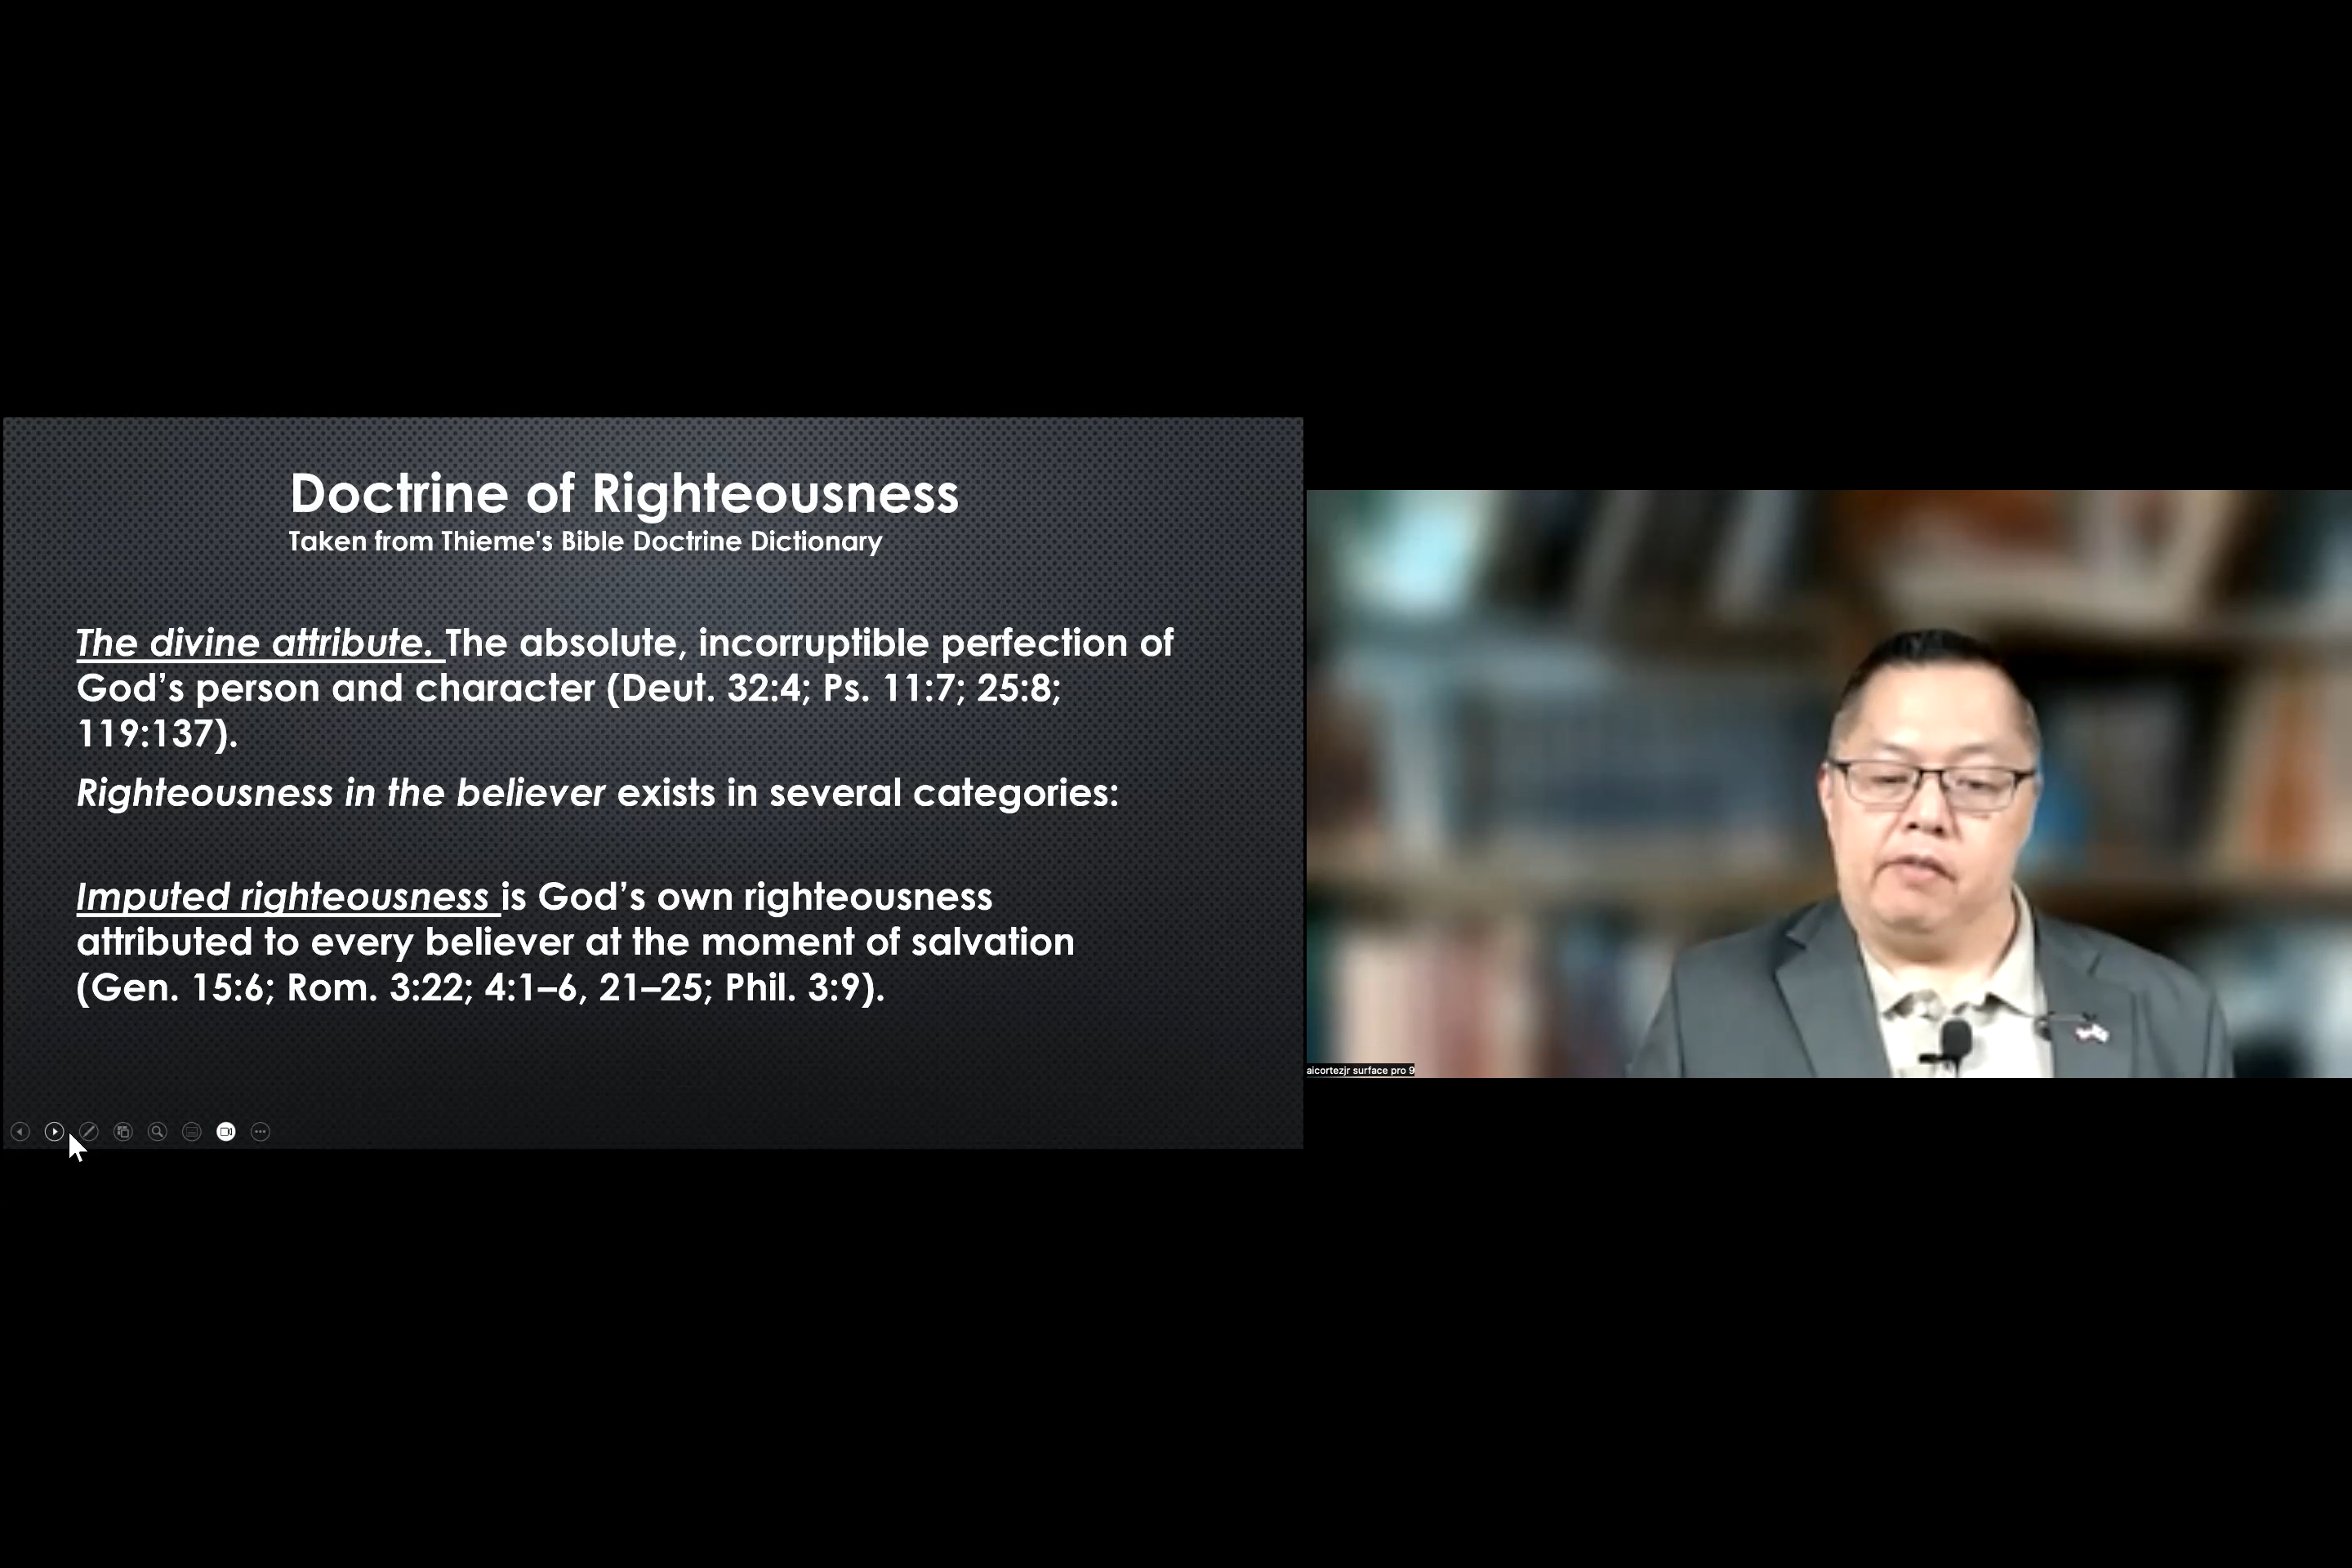 Doctrine of Righteousness
Taken from Thieme's Bible Doctrine Dictionary
The divine attribute. The absolute, incorruptible perfection of
God’s person and character (Deut. 32:4; Ps. 11:7; 25:8;
119:137).
Righteousness in the believer exists in several categories:
Imputed righteousness is God’s own righteousness
attributed to every believer at the moment of salvation
(Gen. 15:6; Rom. 3:22; 4:1–6, 21–25; Phil. 3:9).
aicortezjr surface pro 9